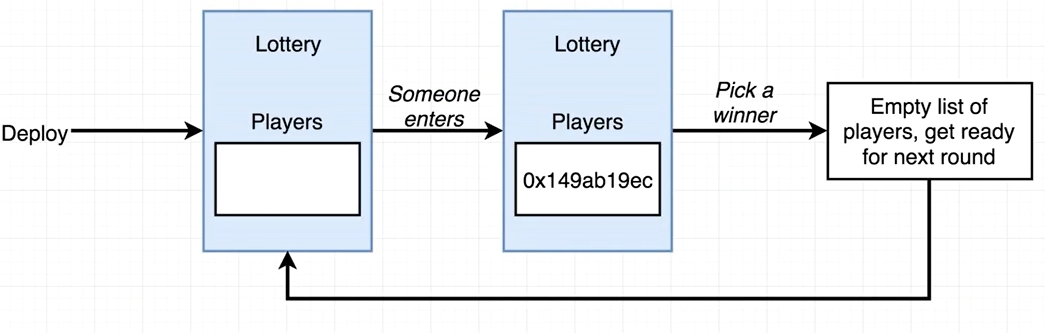 Deploy
Lottery
Players
Someone
enters
Lottery
Players
0x149ab19ec
Pick a
winner
Empty list of
players, get ready
for next round